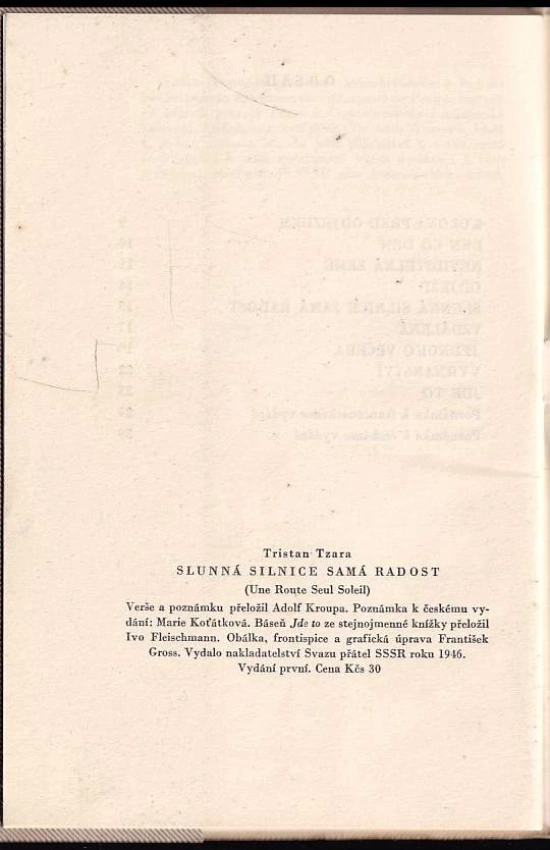 Tristan Tzara
SLUNNÁ SILNICE SAMÁ RADOST
(Une Route Seul Soleil)
Verše a poznámku přeložil Adolf Kroupa. Poznámka k českému vy-
dání: Marie Koťátková. Báseň Jde to ze stejnojmenné knížky přeložil
Ivo Fleischmann. Obálka, frontispice a grafická úprava František
Gross. Vydalo nakladatelství Svazu přátel SSSR roku 1946.
Vydání první. Cena Kčs 30